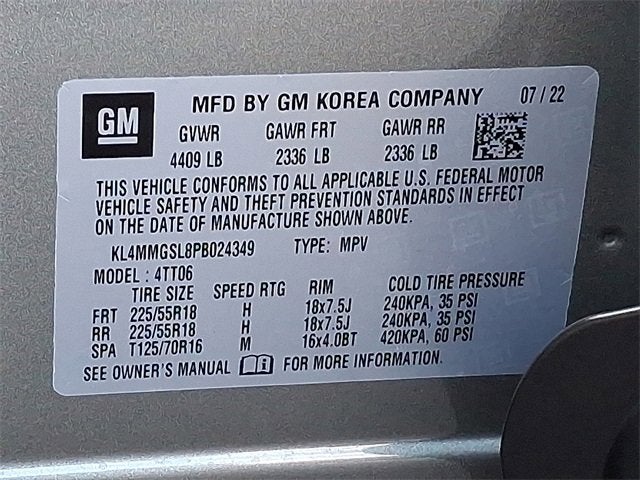 GM
MFD BY GM KOREA COMPANY 07 / 22
GVWR GAWR FRT GAWR RR
4409 LB 2336 LB 2336 LB
THIS VEHICLE CONFORMS TO ALL APPLICABLE U.S. FEDERAL MOTOR
VEHICLE SAFETY AND THEFT PREVENTION STANDARDS IN EFFECT
ON THE DATE OF MANUFACTURE SHOWN ABOVE.
KL4MMGSL8PB024349 TYPE: MPV
MODEL : 4TT06
TIRE SIZE SPEED RTG RIM COLD TIRE PRESSURE
FRT 225/55R18 H 18x7.5J 240KPA, 35 PSI
RR 225/55R18 H 18x7.5J 240KPA, 35 PSI
SPA T125/70R16 M 16x4.0BT 420KPA, 60 PSI
SEE OWNER'S MANUAL FOR MORE INFORMATION.